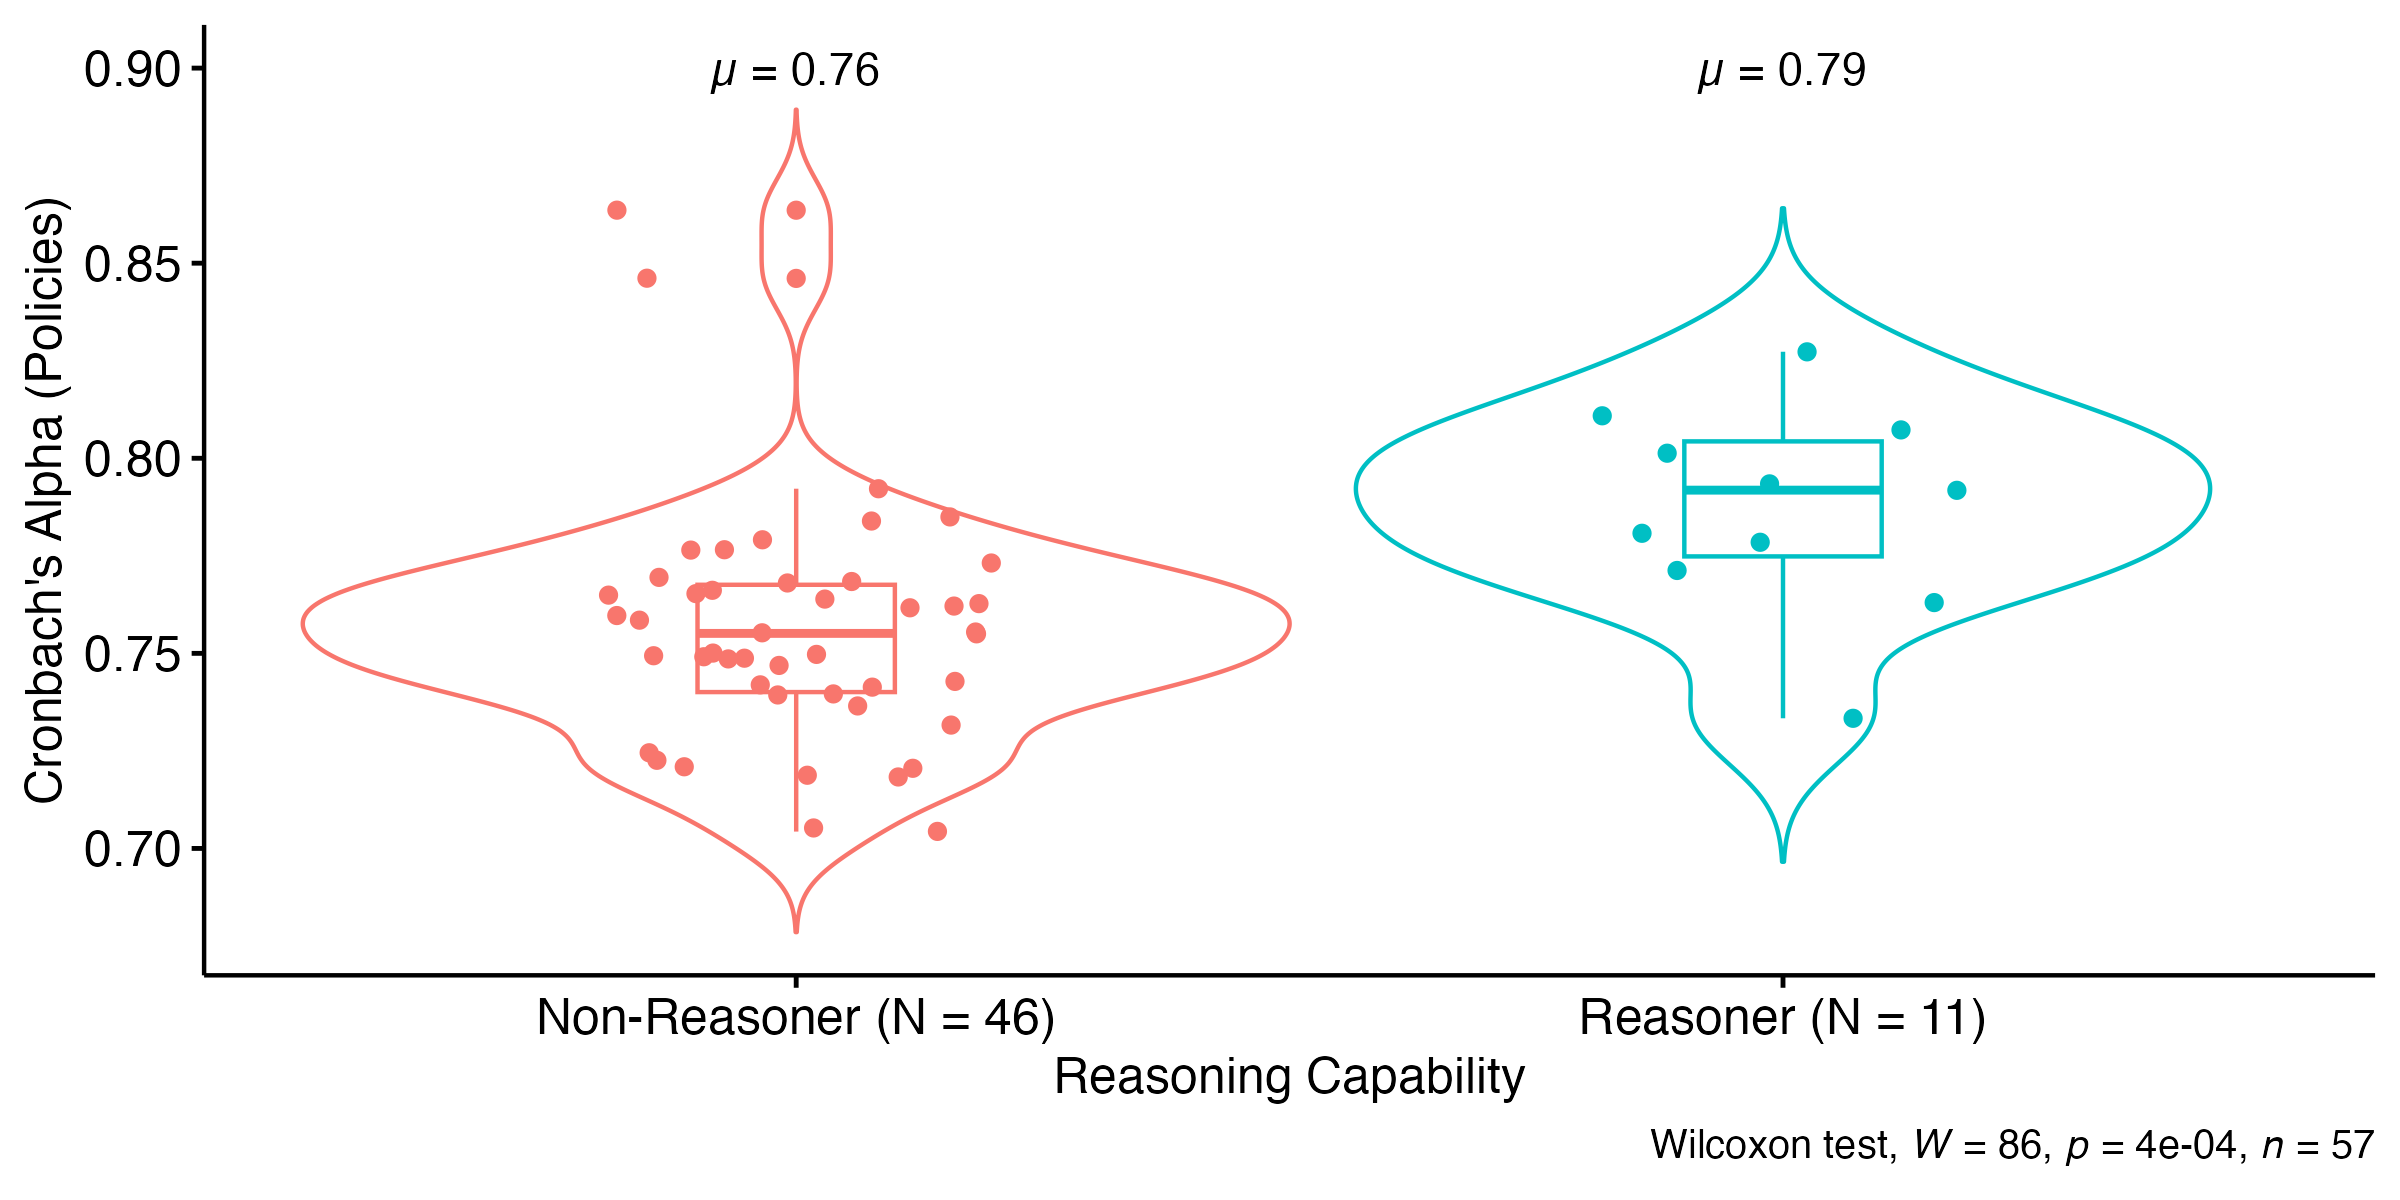 μ = 0.76
μ = 0.79
Cronbach's Alpha (Policies)
0.90
0.85
0.80
0.75
0.70
Non-Reasoner (N = 46)
Reasoner (N = 11)
Reasoning Capability
Wilcoxon test, W = 86, p = 4e-04, n = 57